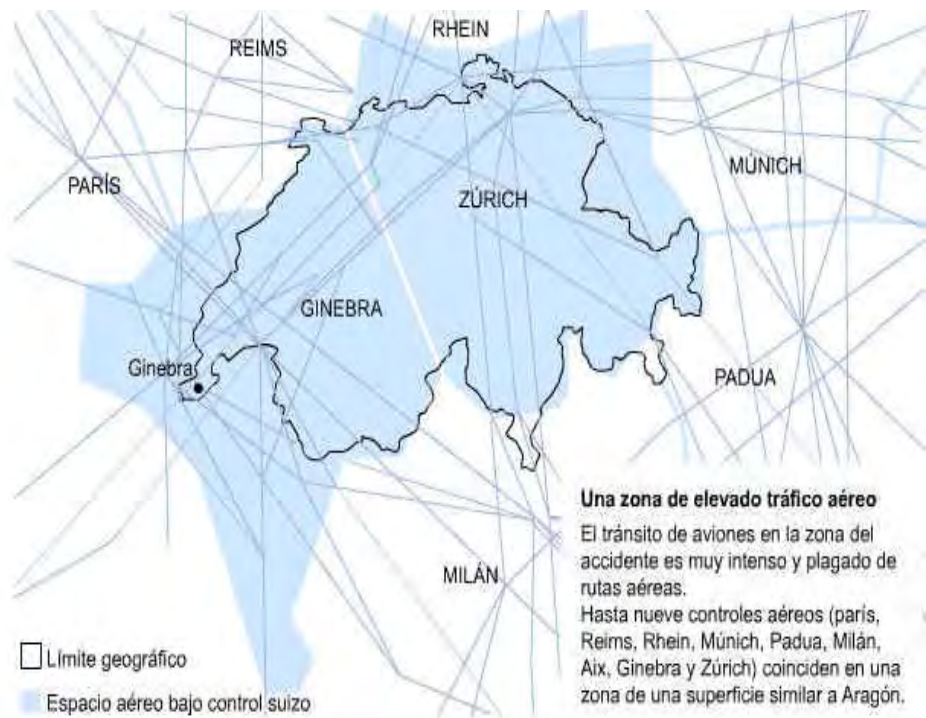 RHEIN
REIMS
MÚNICH
PARÍS
ZÚRICH
GINEBRA
Ginebra
PADUA
MILÁN
Una zona de elevado tráfico aéreo
El tránsito de aviones en la zona del
accidente es muy intenso y plagado de
rutas aéreas.
Hasta nueve controles aéreos (parís,
Reims, Rhein, Múnich, Padua, Milán,
Aix, Ginebra y Zúrich) coinciden en una
zona de una superficie similar a Aragón.
Límite geográfico
Espacio aéreo bajo control suizo